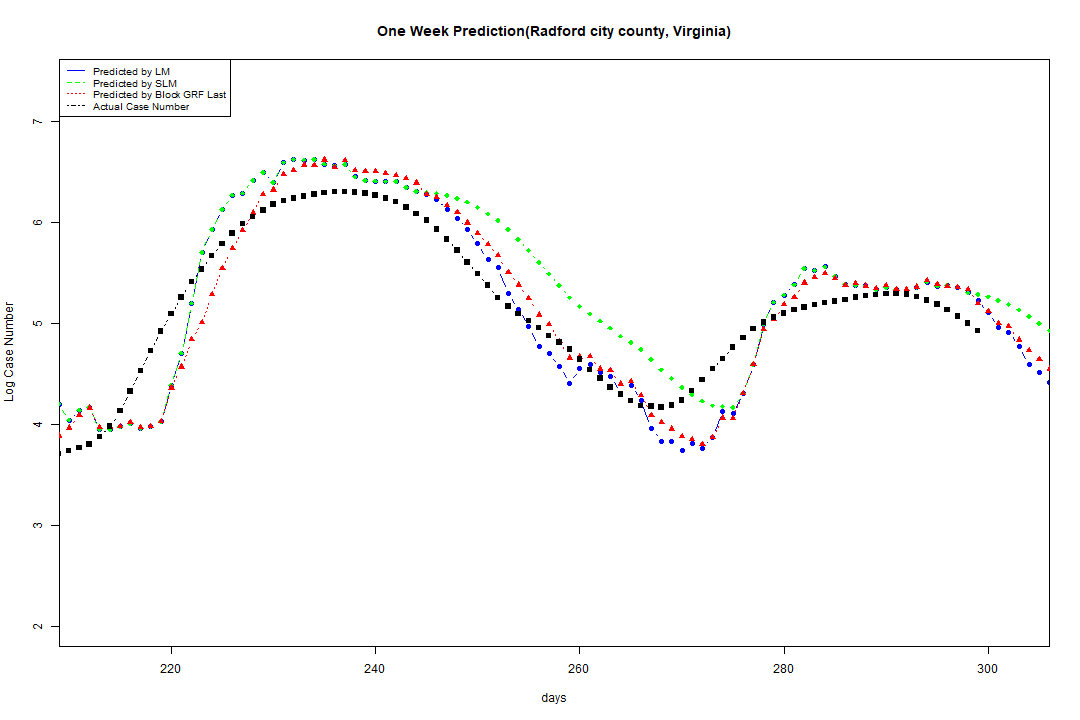 One Week Prediction(Radford city county, Virginia)
Predicted by LM
Predicted by SLM
Predicted by Block GRF Last
Actual Case Number
7
6
5
4
3
2
Log Case Number
220 240 260 280 300
days